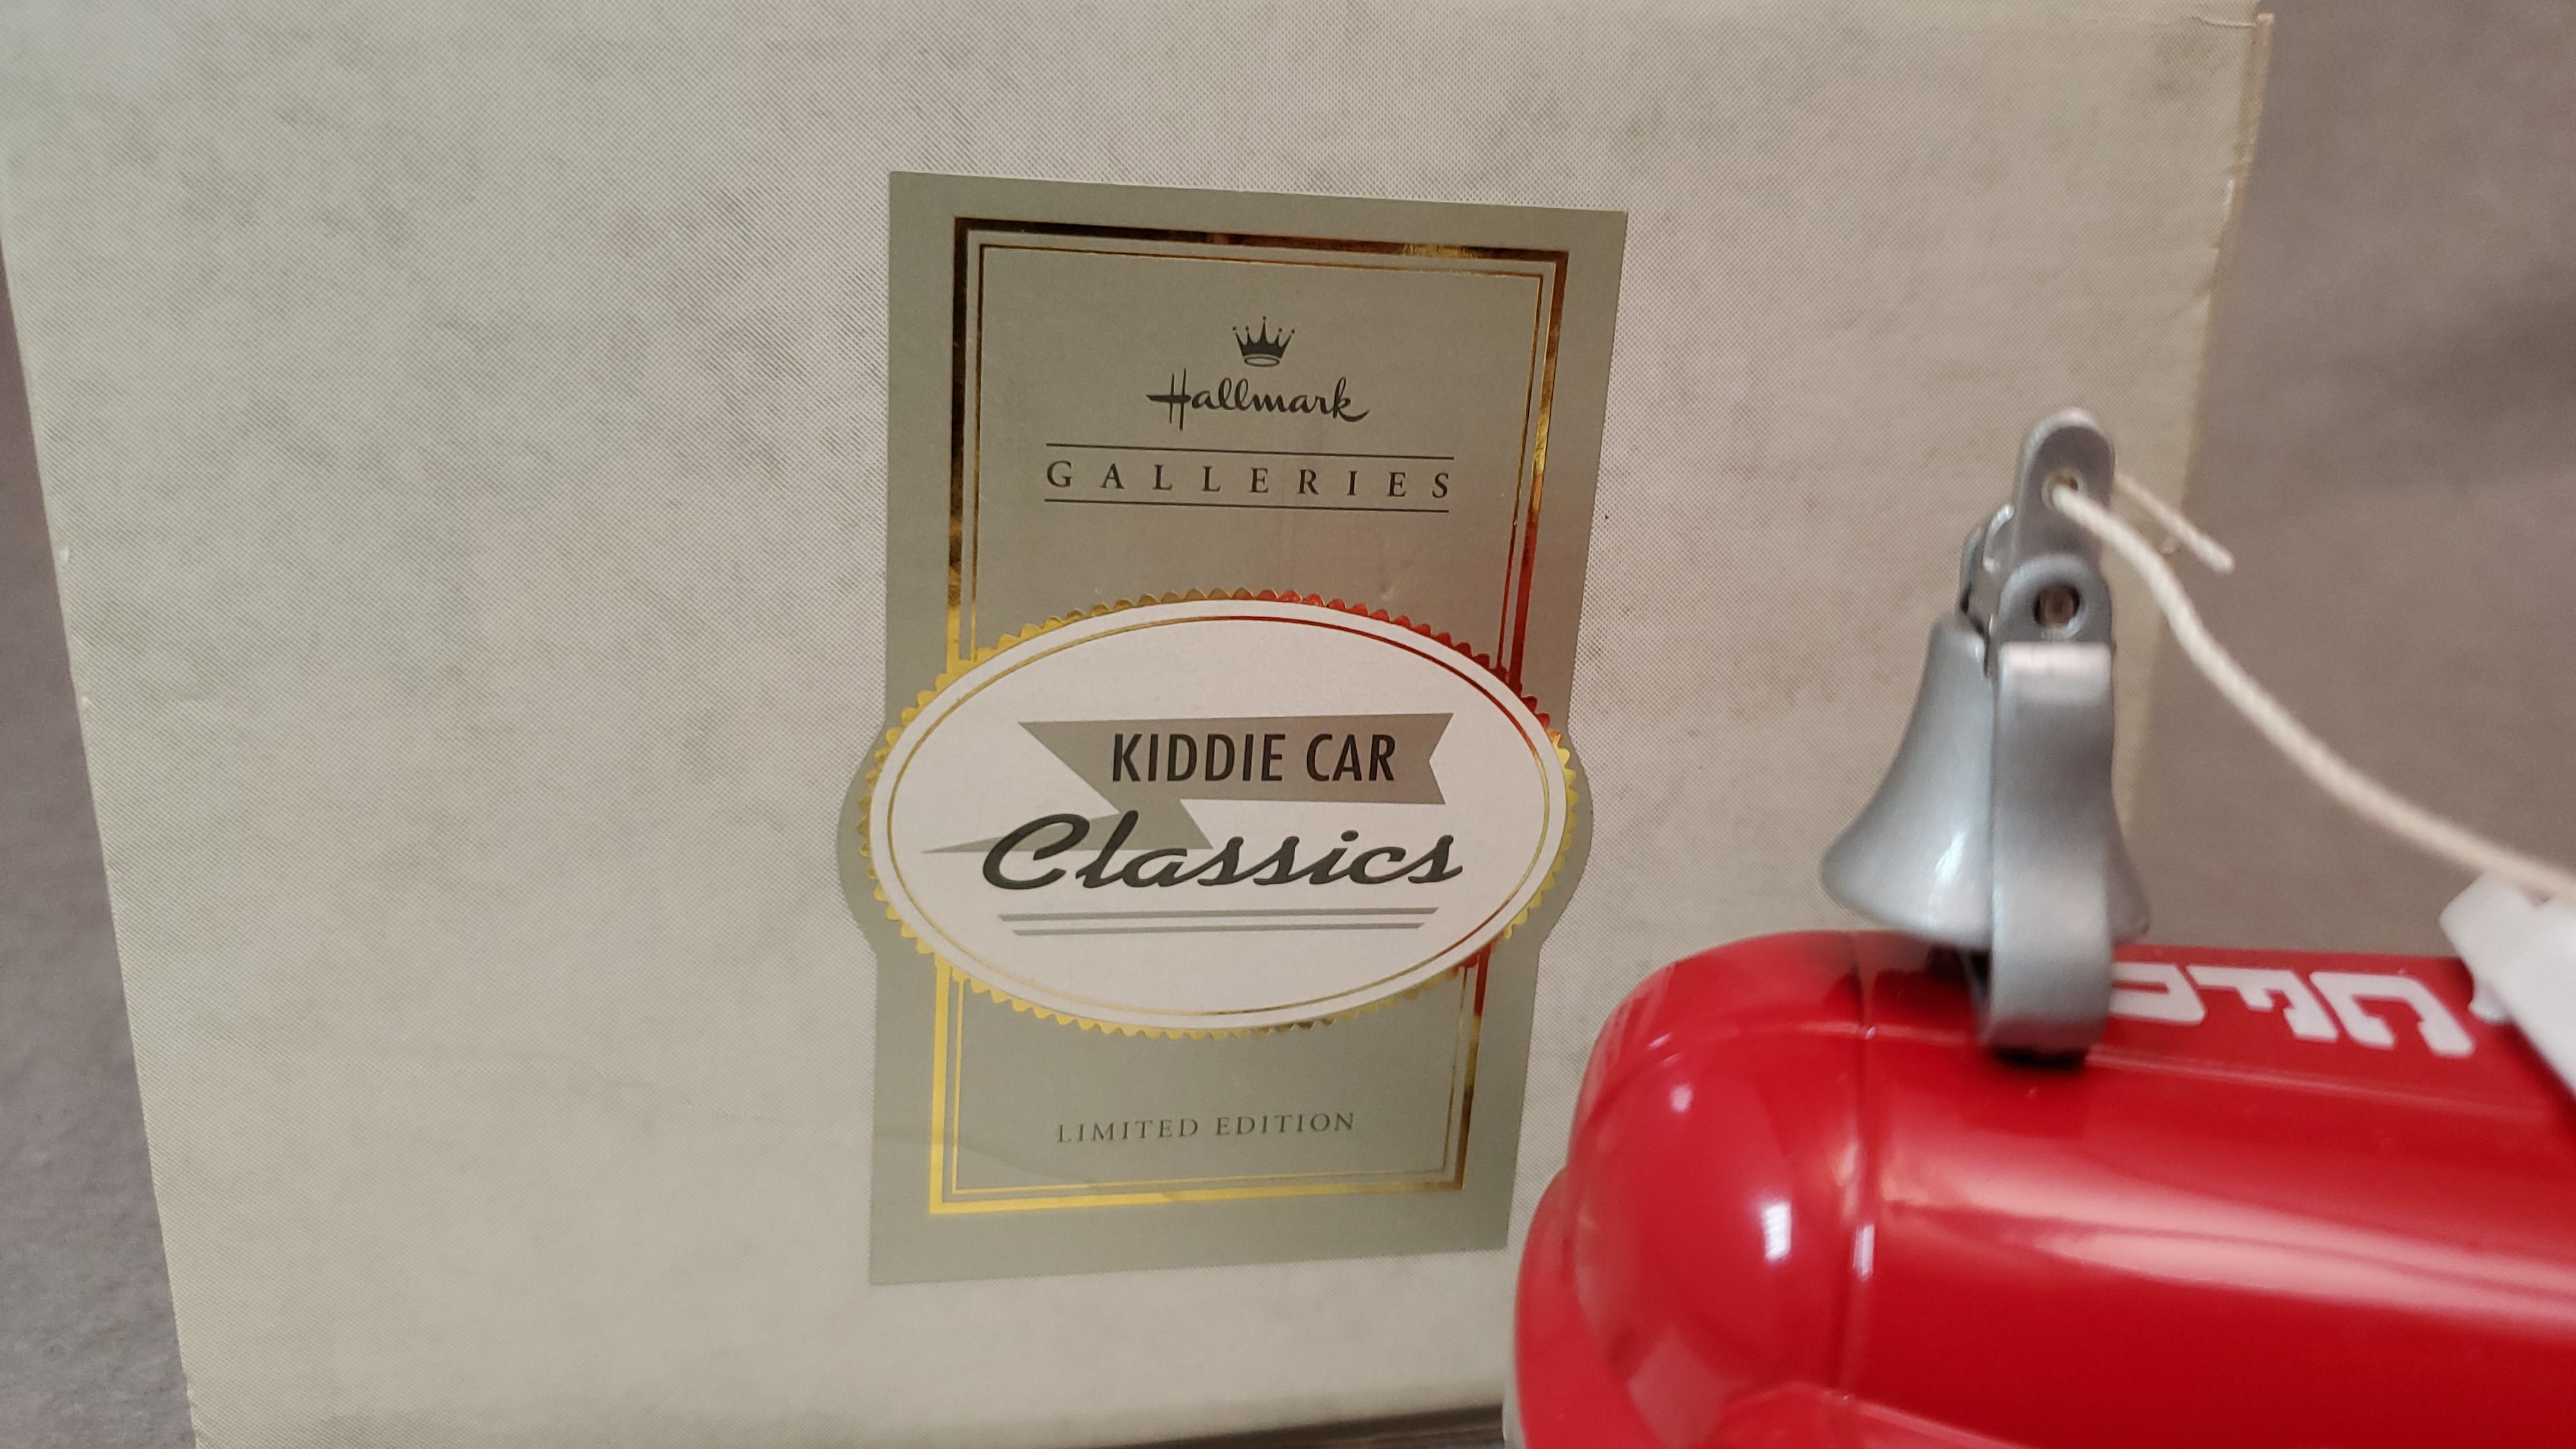 Hallmark
GALLERIES
KIDDIE CAR
Classics
LIMITED EDITION